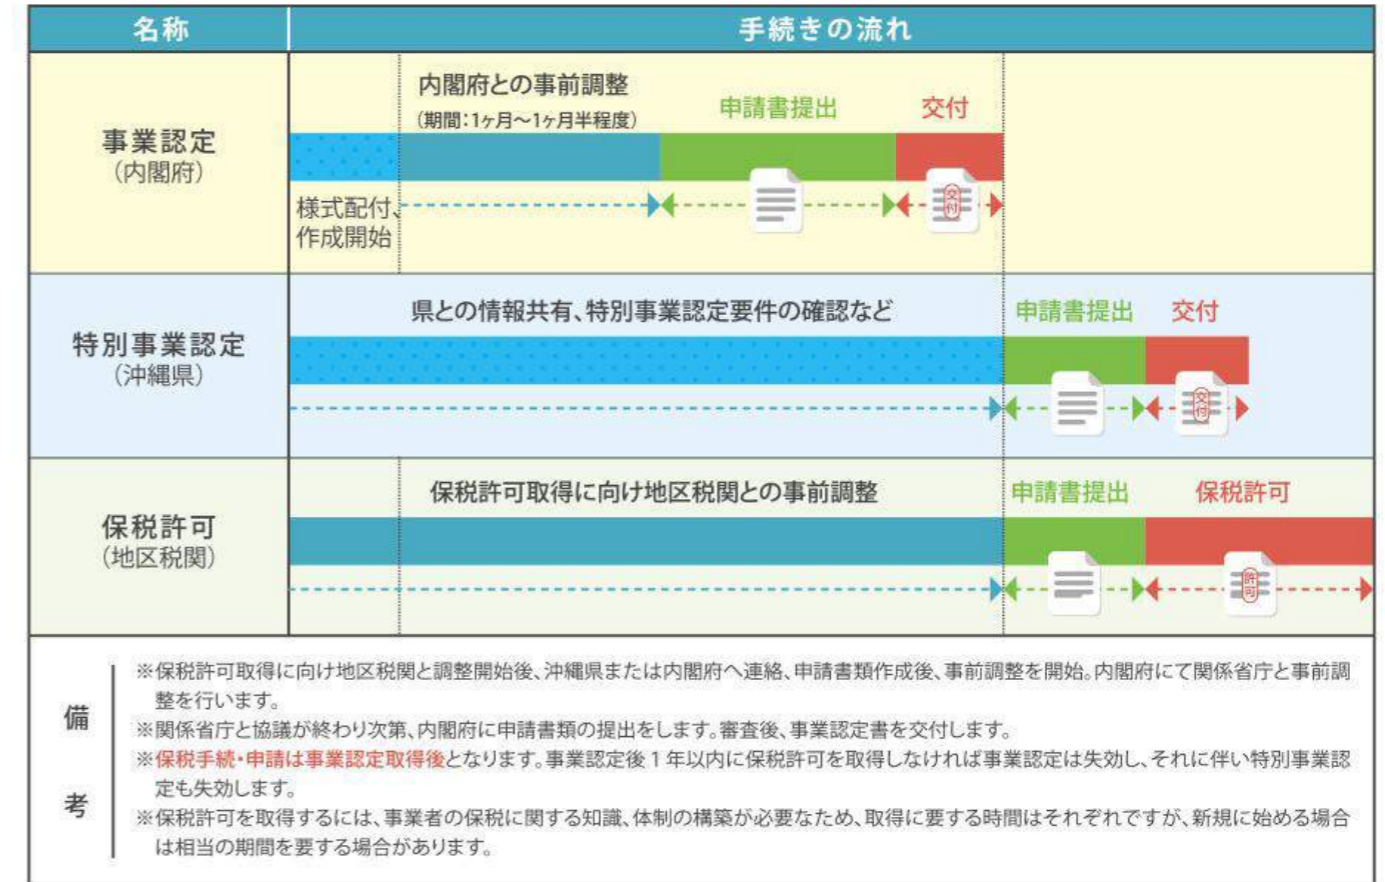 名称
手続きの流れ
事業認定
（内閣府）
内閣府との事前調整
（期間：1ヶ月～1ヶ月半程度）
申請書提出
交付
様式配付、
作成開始
交付
特別事業認定
（沖縄県）
県との情報共有、特別事業認定要件の確認など
申請書提出
交付
交付
保税許可
（地区税関）
保税許可取得に向け地区税関との事前調整
申請書提出
保税許可
許可
備考
※保税許可取得に向け地区税関と調整開始後、沖縄県または内閣府へ連絡、申請書類作成後、事前調整を開始。内閣府にて関係省庁と事前調
整を行います。
※関係省庁と協議が終わり次第、内閣府に申請書類の提出をします。審査後、事業認定書を交付します。
※保税手続・申請は事業認定取得後となります。事業認定後１年以内に保税許可を取得しなければ事業認定は失効し、それに伴い特別事業認
定も失効します。
※保税許可を取得するには、事業者の保税に関する知識、体制の構築が必要なため、取得に要する時間はそれぞれですが、新規に始める場合
は相当の期間を要する場合があります。